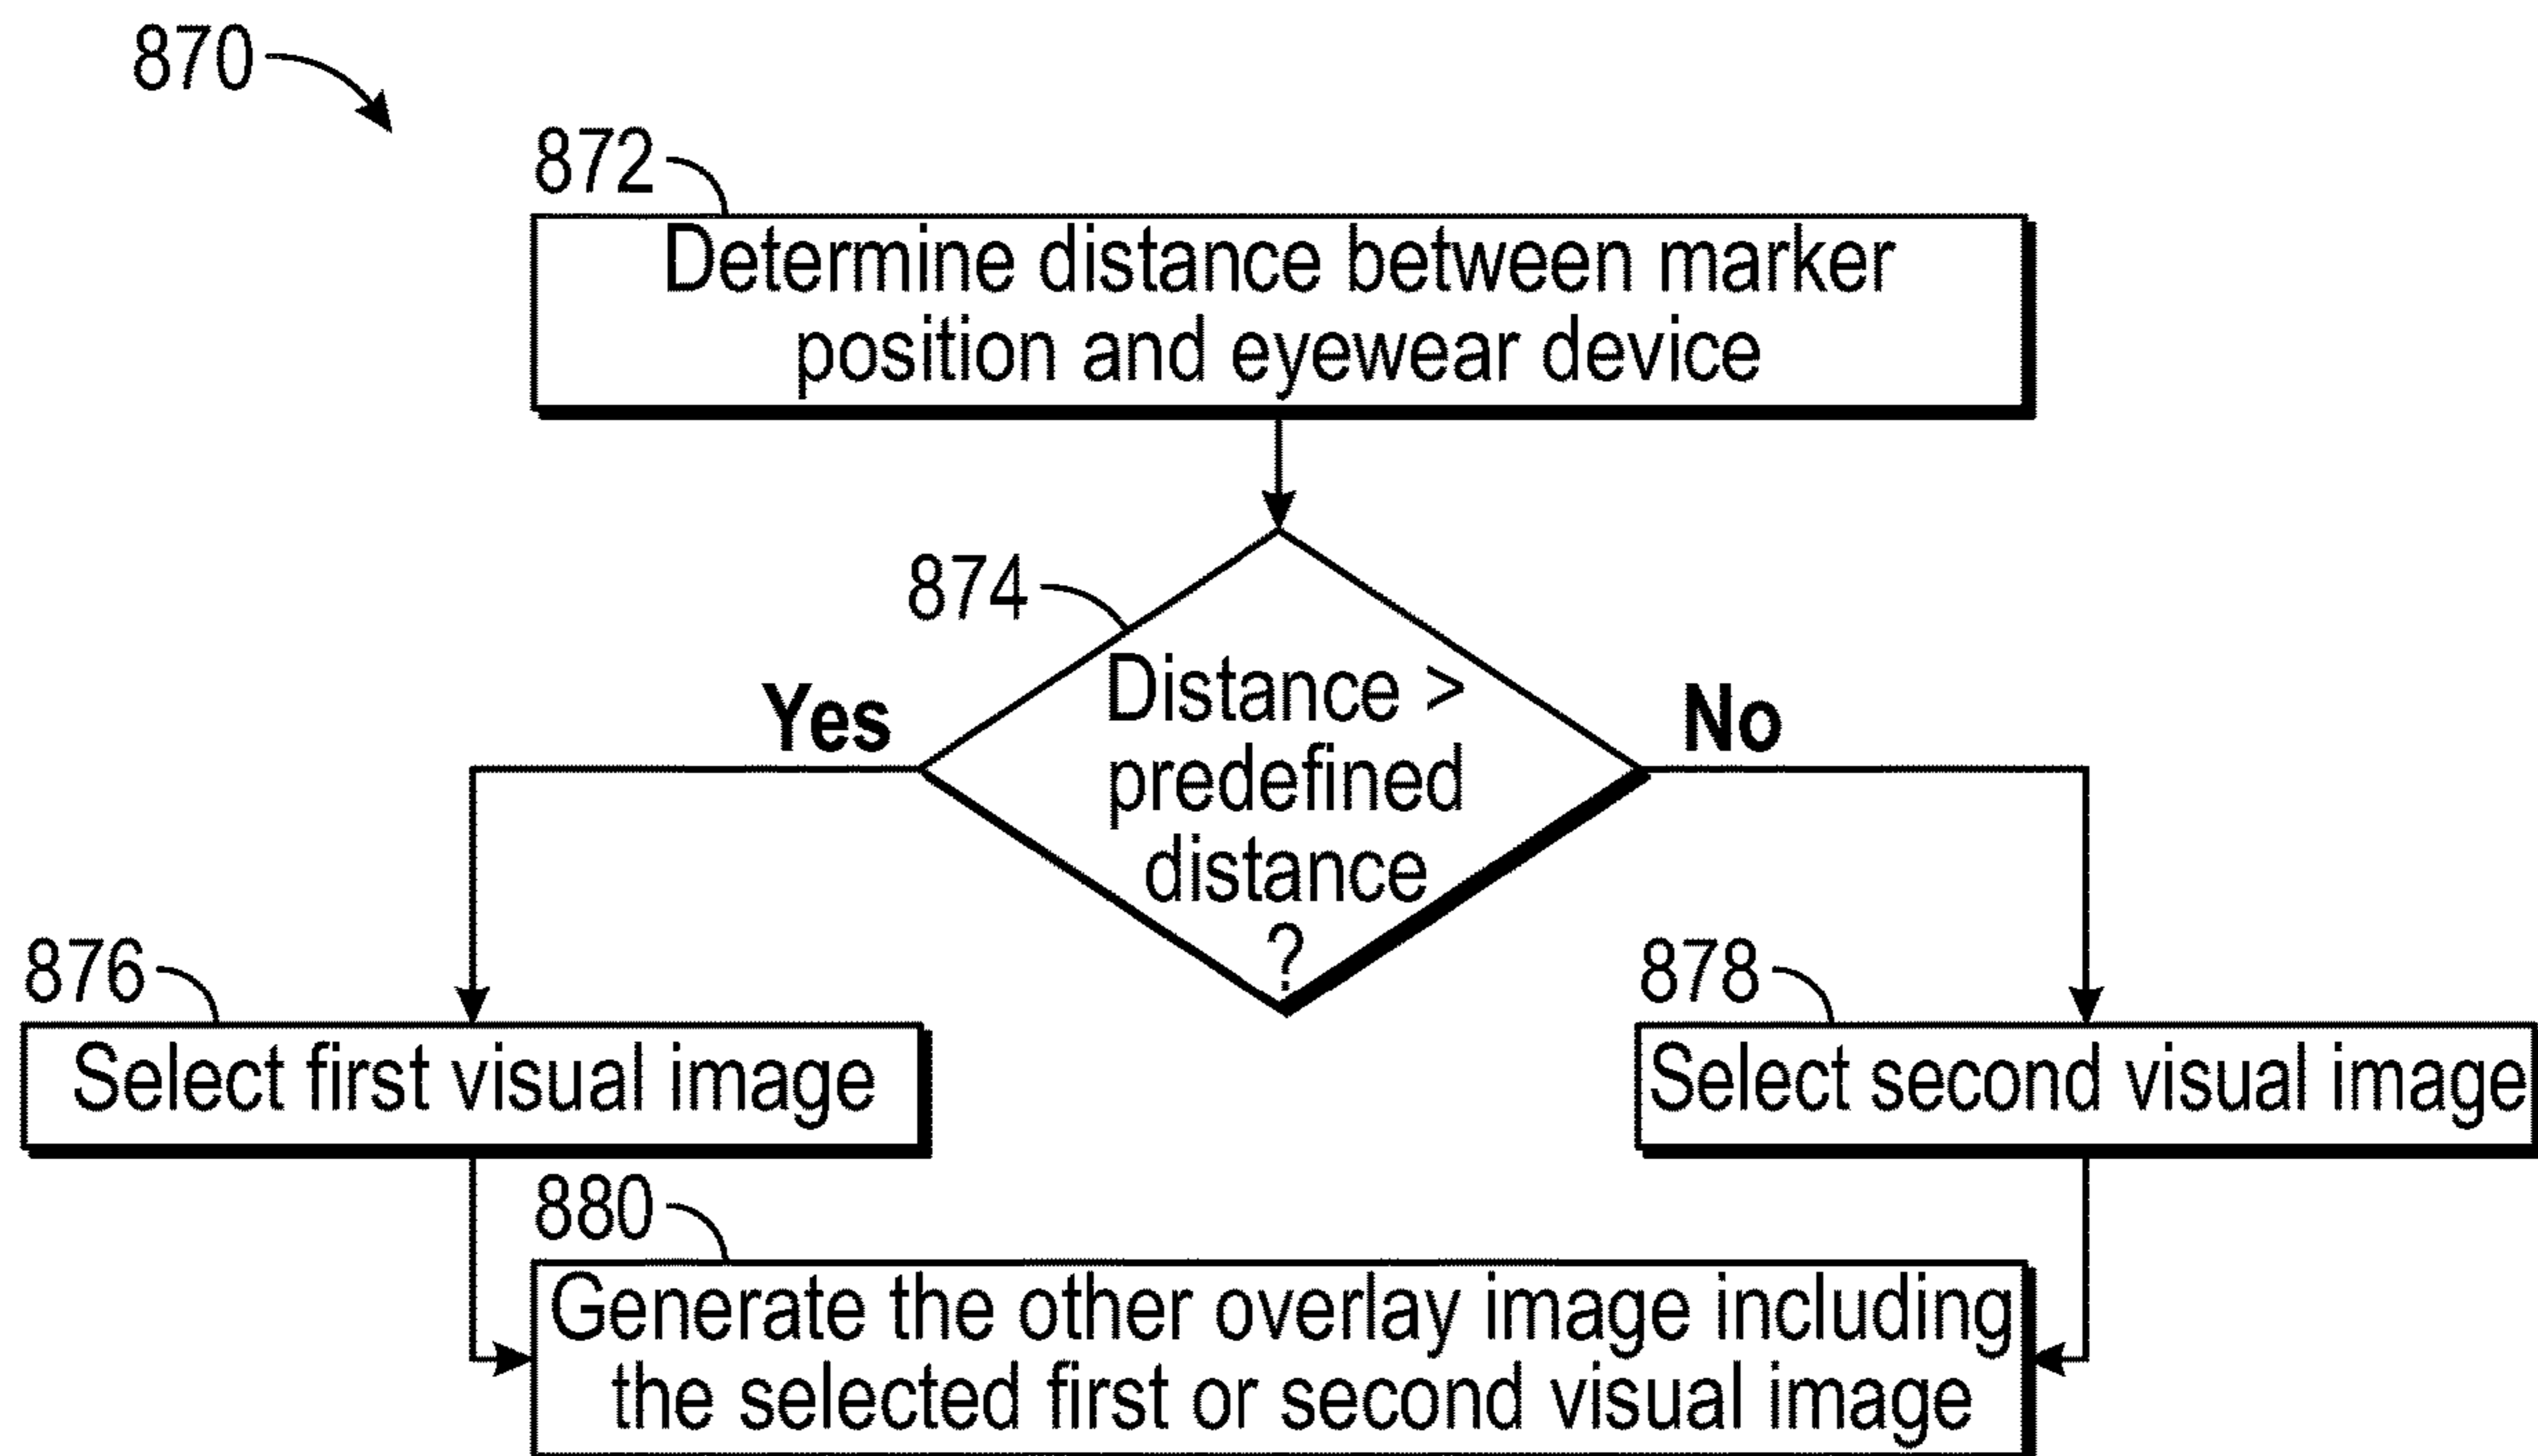 870
872
Determine distance between marker
position and eyewear device
874
Distance >
predefined
distance
?
Yes
No
876
Select first visual image
878
Select second visual image
880
Generate the other overlay image including
the selected first or second visual image